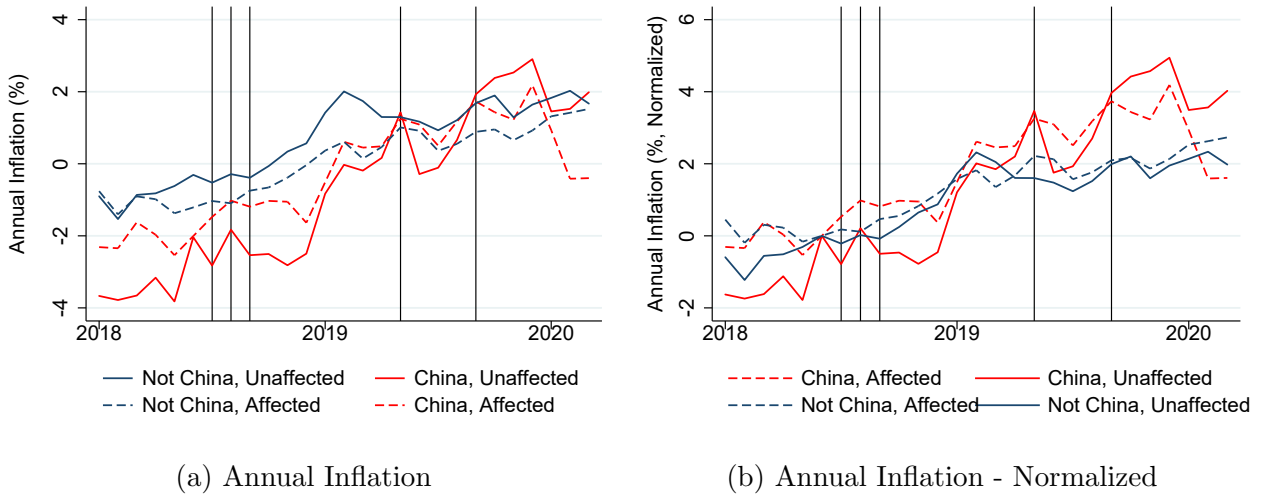 Annual Inflation (%)
4
2
0
-2
-4
2018
2019
2020
Not China, Unaffected
China, Unaffected
Not China, Affected
China, Affected
(a) Annual Inflation
Annual Inflation (%, Normalized)
6
4
2
0
-2
2018
2019
2020
China, Affected
China, Unaffected
Not China, Affected
Not China, Unaffected
(b) Annual Inflation - Normalized